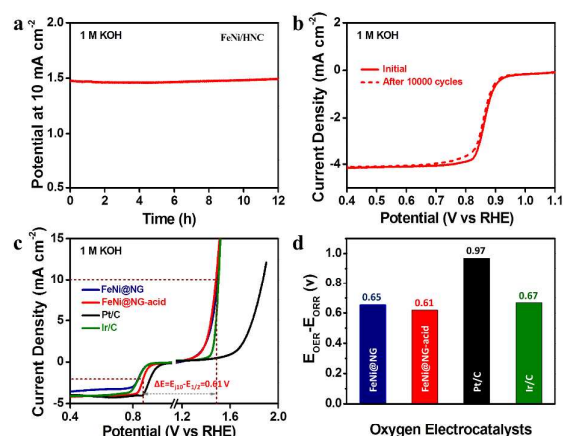 a
1 M KOH
FeNi/HNC
Potential at 10 mA cm⁻²
2.0
1.5
1.0
0.5
0 2 4 6 8 10 12
Time (h)
b
1 M KOH
Initial
After 10000 cycles
Current Density (mA cm⁻²)
2
0
-2
-4
0.4 0.5 0.6 0.7 0.8 0.9 1.0 1.1
Potential (V vs RHE)
c
1 M KOH
FeNi@NG
FeNi@NG-acid
Pt/C
Ir/C
ΔE=Ej10-E1/2=0.61 V
Current Density (mA cm⁻²)
15
10
5
0
-5
0.4 0.8 1.2 1.6 2.0
Potential (V vs RHE)
d
0.65
0.61
0.97
0.67
FeNi@NG
FeNi@NG-acid
Pt/C
Ir/C
E_OER-E_ORR (v)
1.0
0.8
0.6
0.4
0.2
0.0
Oxygen Electrocatalysts